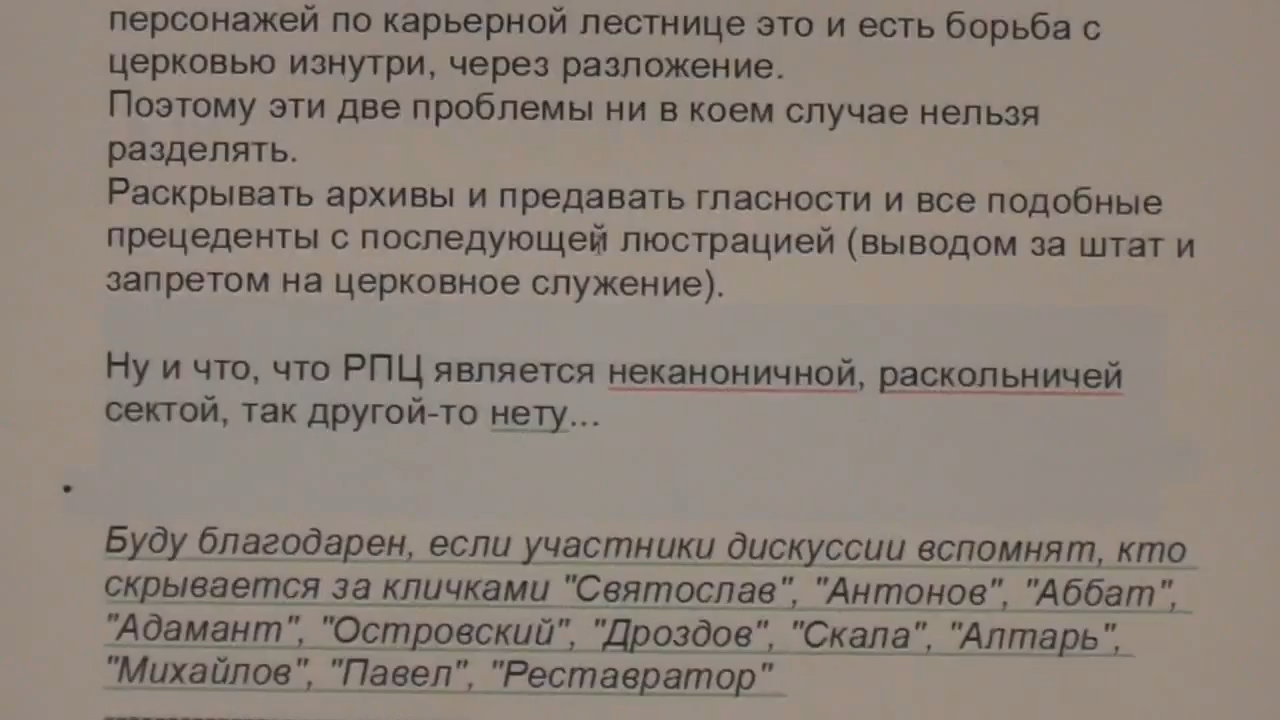 персонажей по карьерной лестнице это и есть борьба с
церковью изнутри, через разложение.
Поэтому эти две проблемы ни в коем случае нельзя
разделять.
Раскрывать архивы и предавать гласности и все подобные
прецеденты с последующей люстрацией (выводом за штат и
запретом на церковное служение).
Ну и что, что РПЦ является неканоничной, раскольничей
сектой, так другой-то нету...
Буду благодарен, если участники дискуссии вспомнят, кто
скрывается за кличками "Святослав", "Антонов", "Аббат",
"Адамант", "Островский", "Дроздов", "Скала", "Алтарь",
"Михайлов", "Павел", "Реставратор"